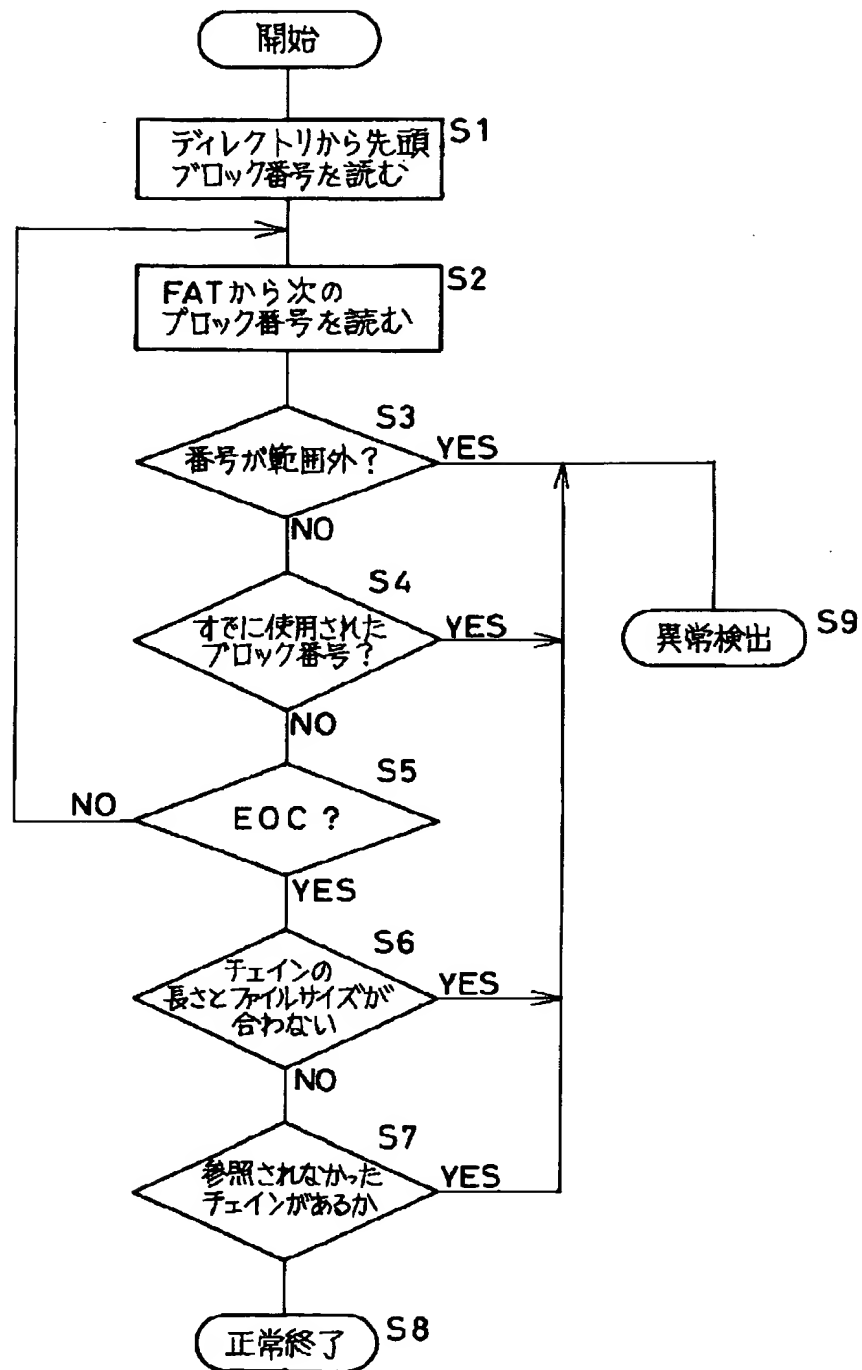 開始
S1
ディレクトリから先頭
ブロック番号を読む
S2
FATから次の
ブロック番号を読む
S3
番号が範囲外?
YES
NO
S4
すでに使用された
ブロック番号?
YES
異常検出
S9
NO
S5
EOC?
NO
YES
S6
チェインの
長さとファイルサイズが
合わない
YES
NO
S7
参照されなかった
チェインがあるか
YES
正常終了
S8